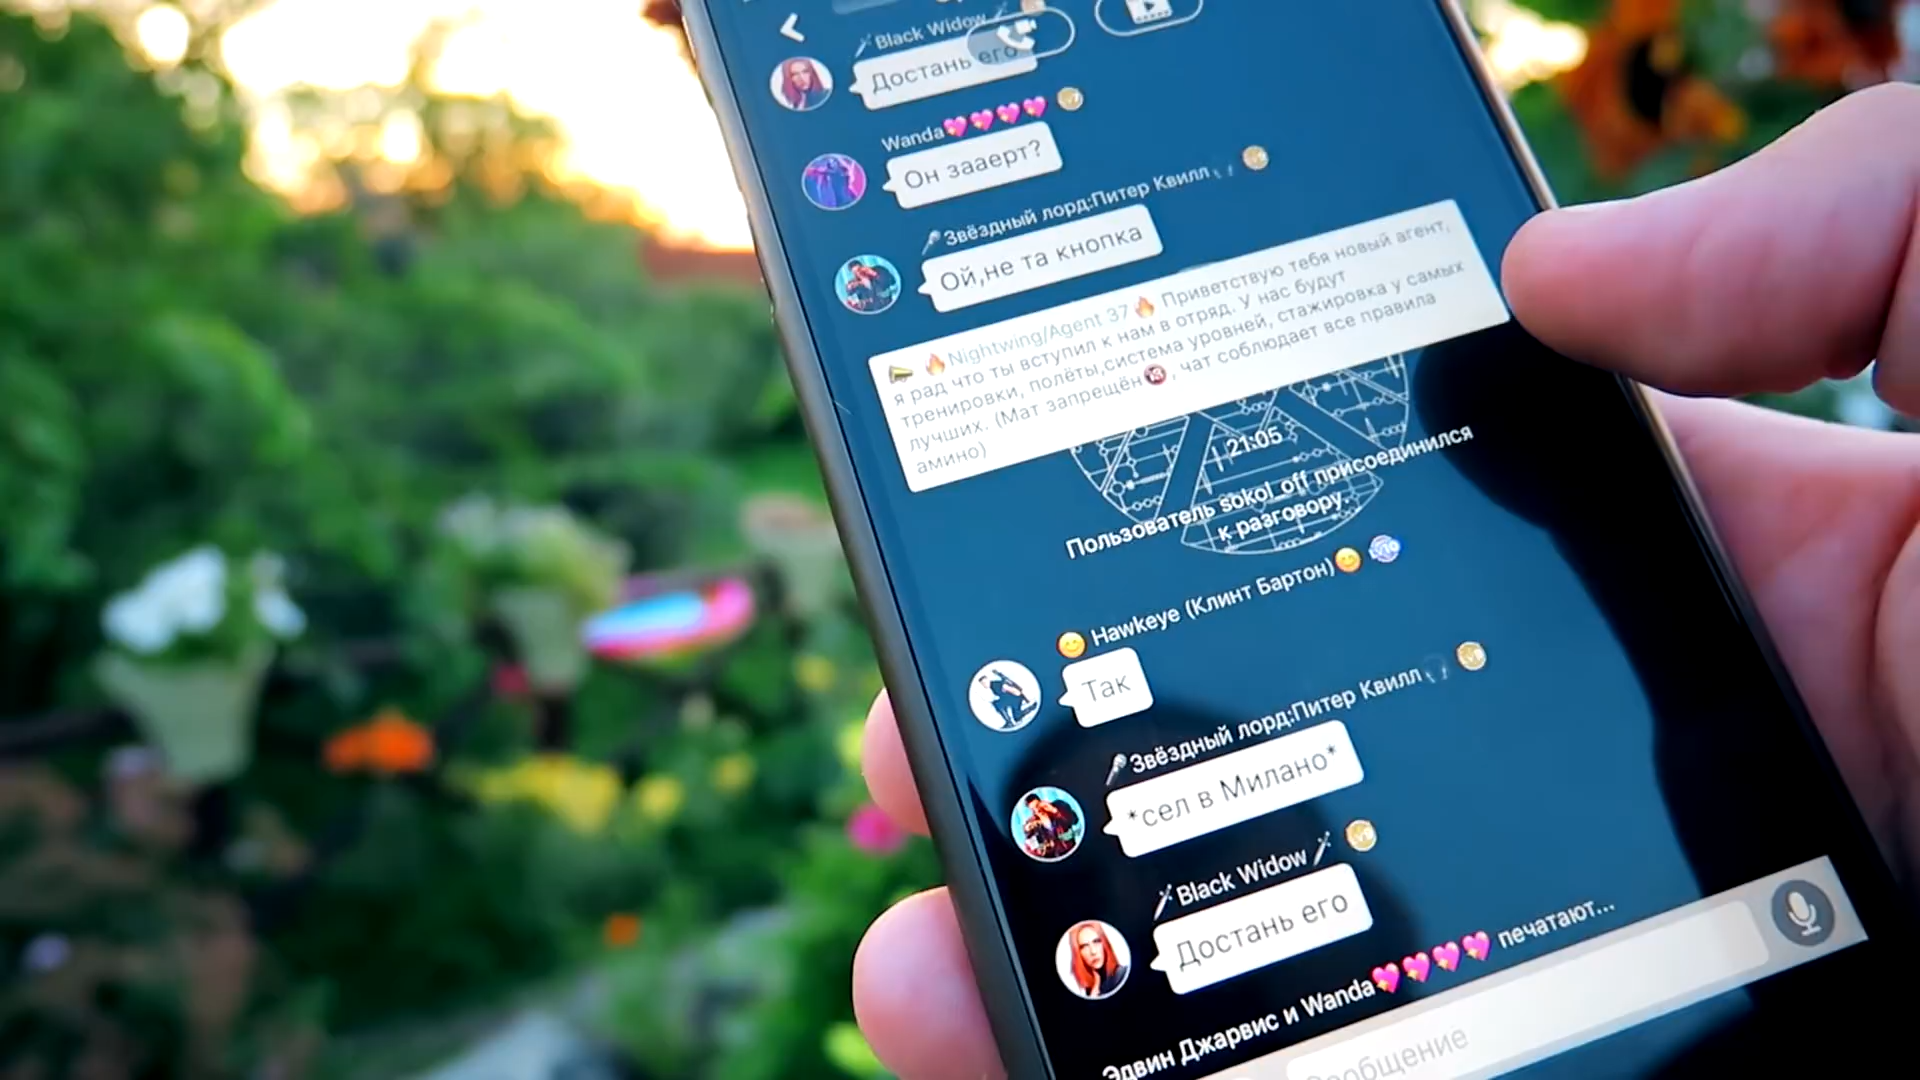 Black Widow
Достань его
Wanda💖💖💖💖
Он зааерт?
Звёздный лорд:Питер Квилл
Ой,не та кнопка
🔥Nightwing/Agent 37🔥 Приветствую тебя новый агент,
я рад что ты вступил к нам в отряд. У нас будут
тренировки, полёты,система уровней, стажировка у самых
лучших. (Мат запрещён🔞, чат соблюдает все правила
амино)
21:05
Пользователь sokol_off присоединился
к разговору.
😊 Hawkeye (Клинт Бартон)😊
Так
Звёздный лорд:Питер Квилл
*сел в Милано*
Black Widow
Достань его
Эдвин Джарвис и Wanda💖💖💖💖 печатают...
Сообщение